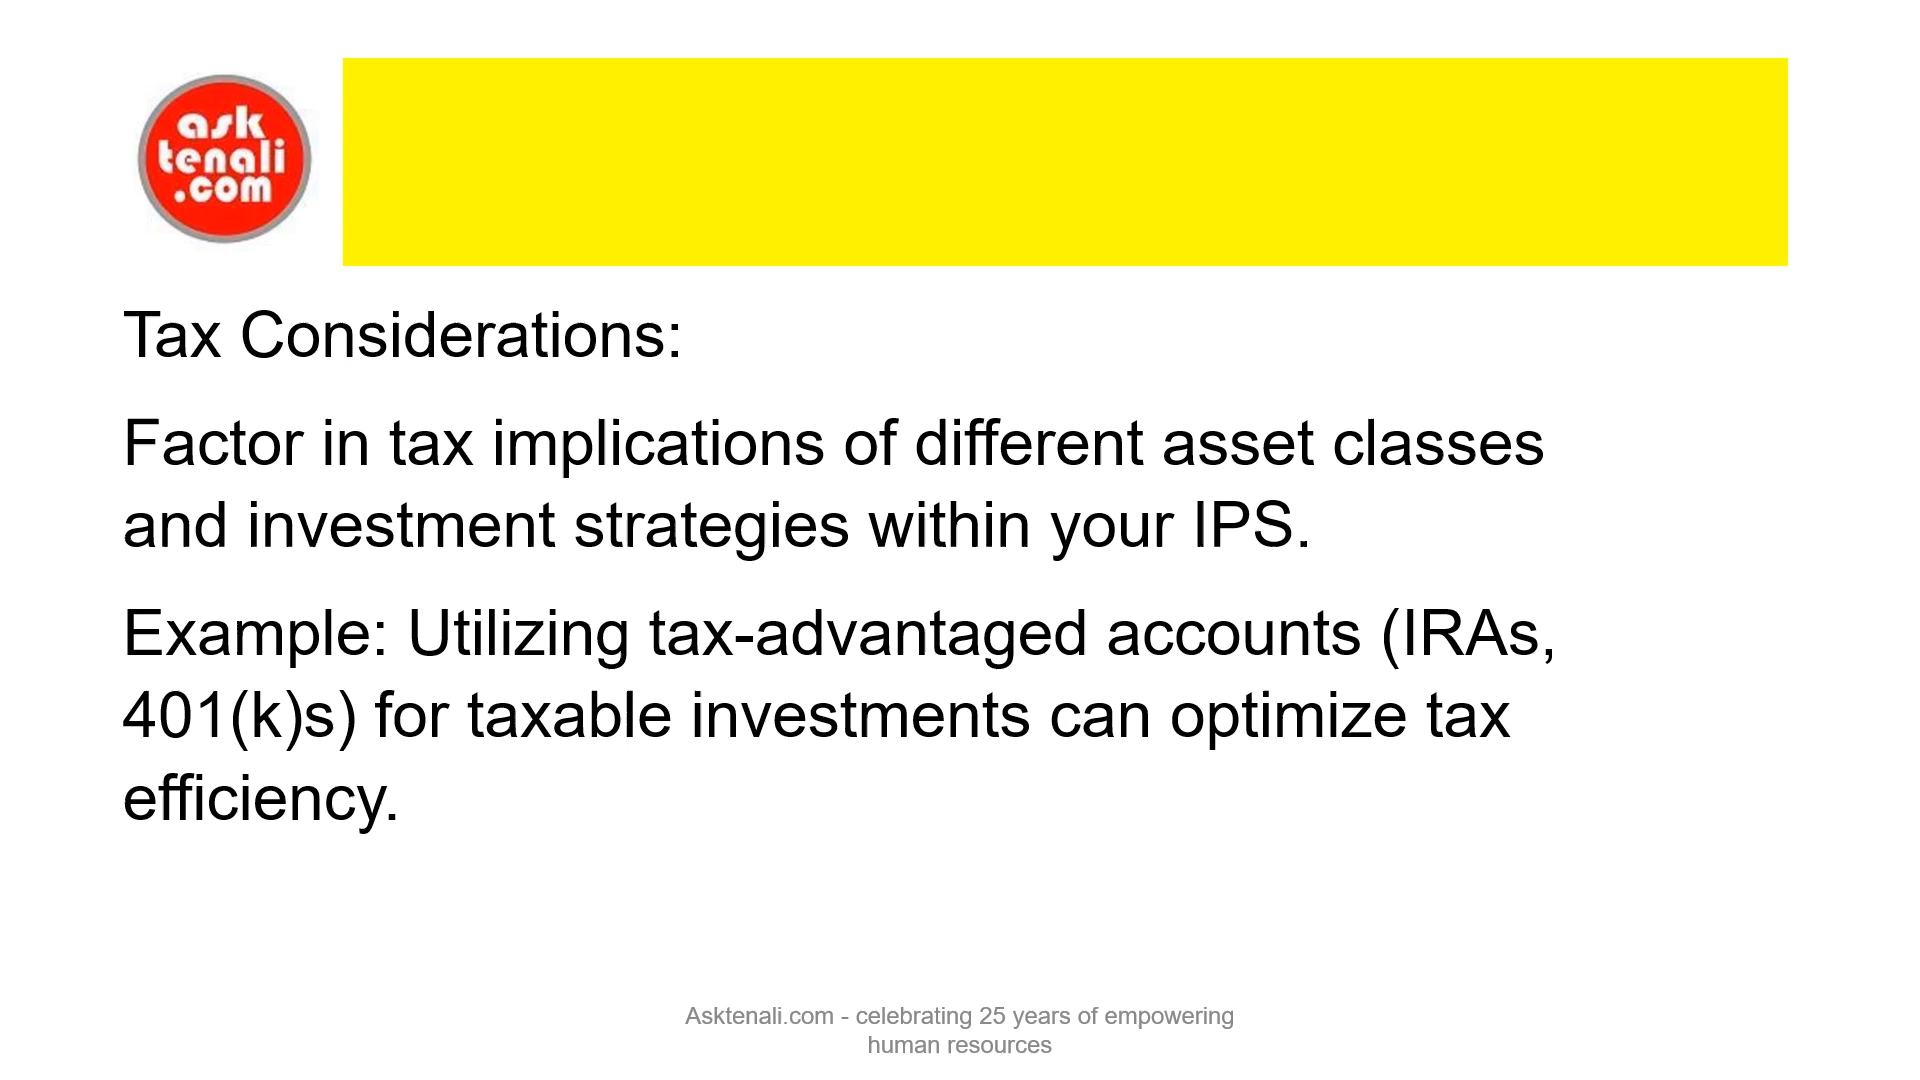 ask
tenali
.com
Tax Considerations:
Factor in tax implications of different asset classes
and investment strategies within your IPS.
Example: Utilizing tax-advantaged accounts (IRAs,
401(k)s) for taxable investments can optimize tax
efficiency.
Asktenali.com - celebrating 25 years of empowering
human resources